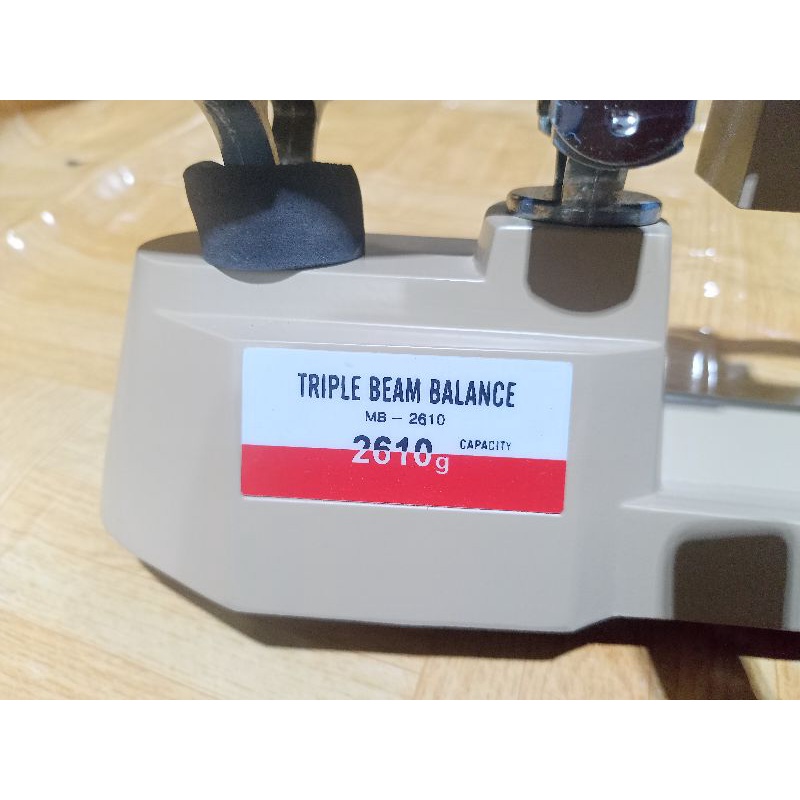 TRIPLE BEAM BALANCE
MB - 2610
2610g CAPACITY